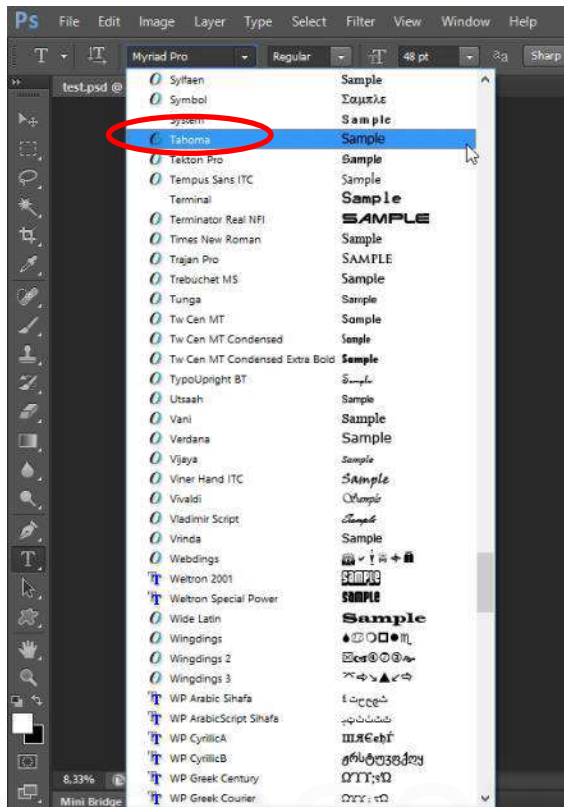 Ps File Edit Image Layer Type Select Filter View Window Help
T Myriad Pro Regular 48 pt aa Sharp
test.psd @
Sylfaen Sample
Symbol Σαμπλε
System Sample
Tahoma Sample
Tekton Pro Sample
Tempus Sans ITC Sample
Terminal Sample
Terminator Real NFI SAMPLE
Times New Roman Sample
Trajan Pro SAMPLE
Trebuchet MS Sample
Tunga Sample
Tw Cen MT Sample
Tw Cen MT Condensed Sample
Tw Cen MT Condensed Extra Bold Sample
TypoUpright BT Sample
Utsaah Sample
Vani Sample
Verdana Sample
Vijaya Sample
Viner Hand ITC Sample
Vivaldi Sample
Vladimir Script Sample
Vrinda Sample
Webdings
Weltron 2001 SAMPLE
Weltron Special Power SAMPLE
Wide Latin Sample
Wingdings
Wingdings 2
Wingdings 3
WP Arabic Sihafa
WP ArabicScript Sihafa
WP CyrillicA
WP CyrillicB
WP Greek Century
WP Greek Courier
8,33%
Mini Bridge